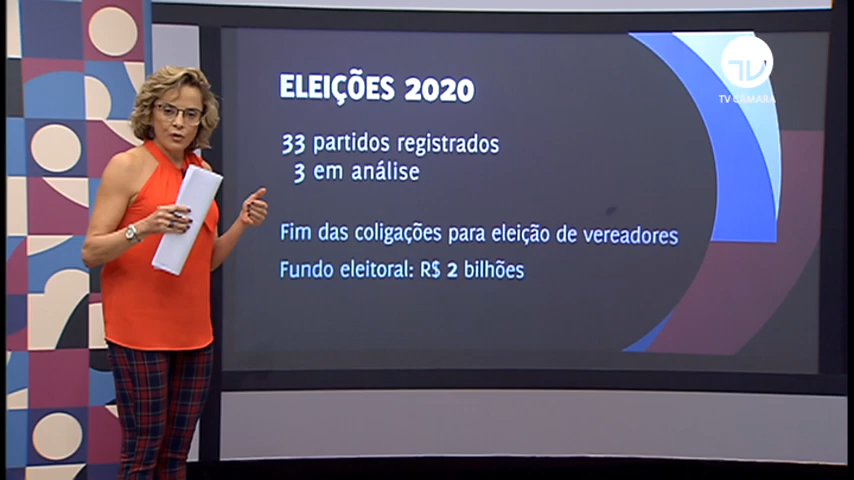 ELEIÇÕES 2020
33 partidos registrados
3 em análise
Fim das coligações para eleição de vereadores
Fundo eleitoral: R$ 2 bilhões
TV CÂMARA